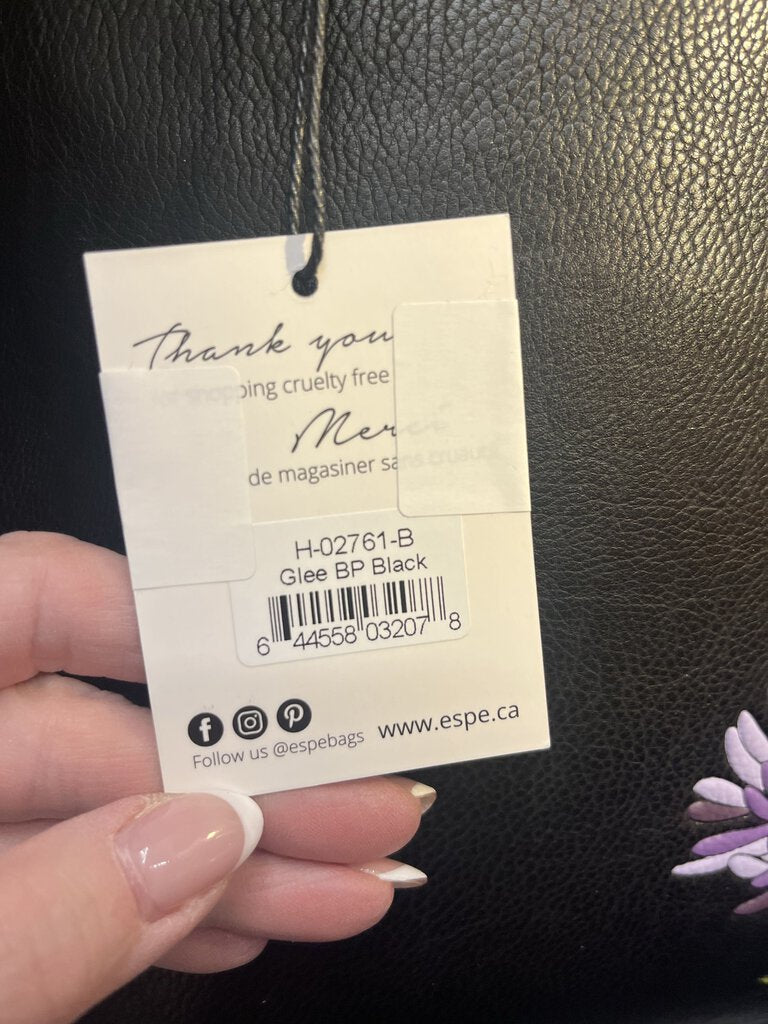 Thank you
for shopping cruelty free
Merci
de magasiner sans cruauté
H-02761-B
Glee BP Black
6 44558 03207 8
Follow us @espebags
www.espe.ca